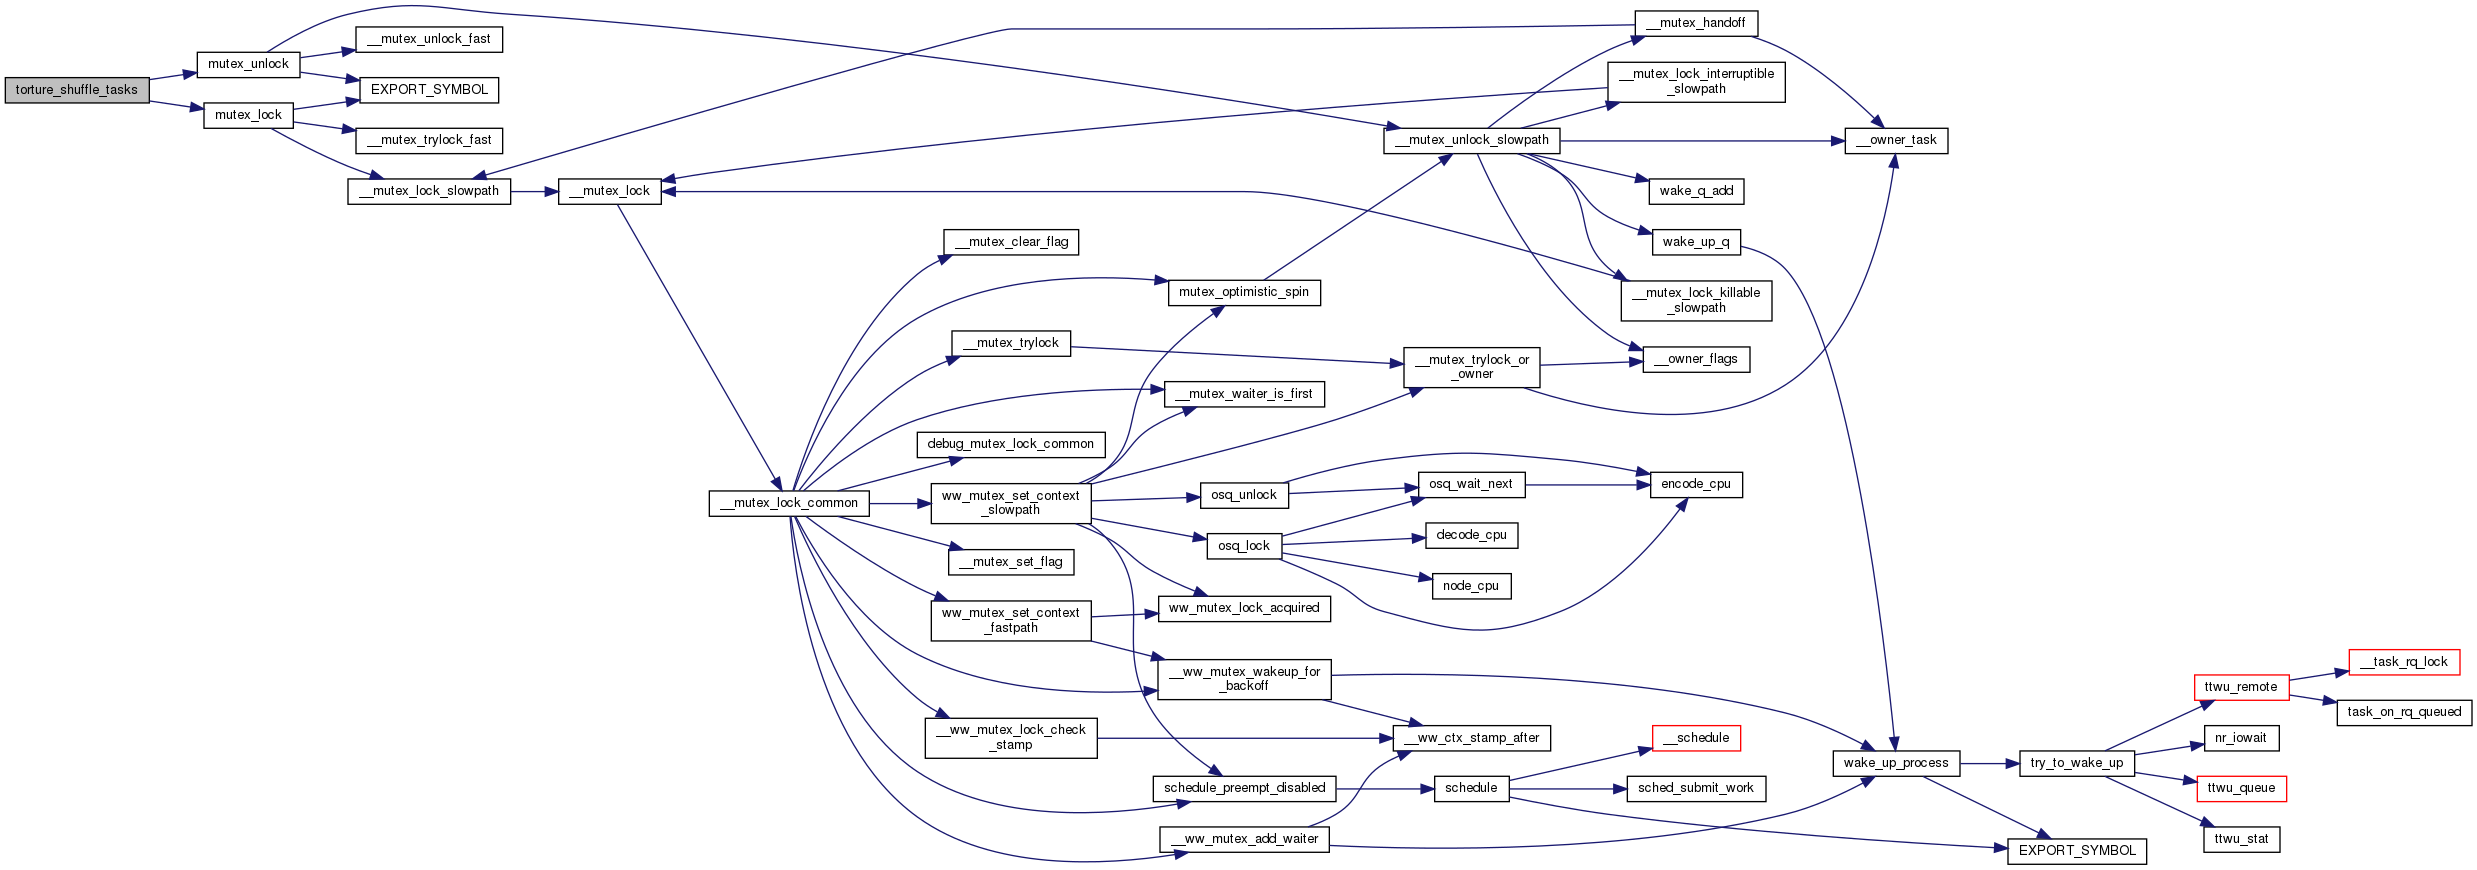 torture_shuffle_tasks
mutex_unlock
mutex_lock
__mutex_unlock_fast
EXPORT_SYMBOL
__mutex_trylock_fast
__mutex_lock_slowpath
__mutex_lock
__mutex_lock_common
__mutex_clear_flag
__mutex_trylock
debug_mutex_lock_common
ww_mutex_set_context
_slowpath
__mutex_set_flag
ww_mutex_set_context
_fastpath
__ww_mutex_lock_check
_stamp
mutex_optimistic_spin
__mutex_waiter_is_first
osq_unlock
osq_lock
ww_mutex_lock_acquired
__ww_mutex_wakeup_for
_backoff
schedule_preempt_disabled
__ww_mutex_add_waiter
__mutex_unlock_slowpath
__mutex_trylock_or
_owner
osq_wait_next
decode_cpu
node_cpu
__ww_ctx_stamp_after
schedule
__mutex_handoff
__mutex_lock_interruptible
_slowpath
wake_q_add
wake_up_q
__mutex_lock_killable
_slowpath
__owner_flags
encode_cpu
__schedule
sched_submit_work
__owner_task
wake_up_process
try_to_wake_up
EXPORT_SYMBOL
ttwu_remote
nr_iowait
ttwu_queue
ttwu_stat
__task_rq_lock
task_on_rq_queued